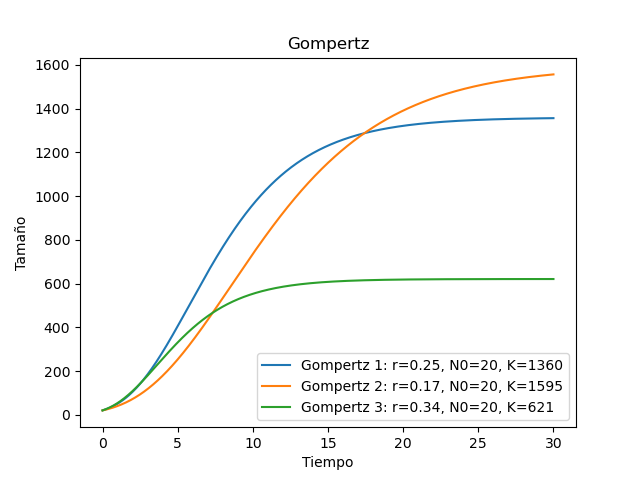 Gompertz
1600
1400
1200
1000
800
600
400
200
0
Tamaño
Gompertz 1: r=0.25, N0=20, K=1360
Gompertz 2: r=0.17, N0=20, K=1595
Gompertz 3: r=0.34, N0=20, K=621
0 5 10 15 20 25 30
Tiempo